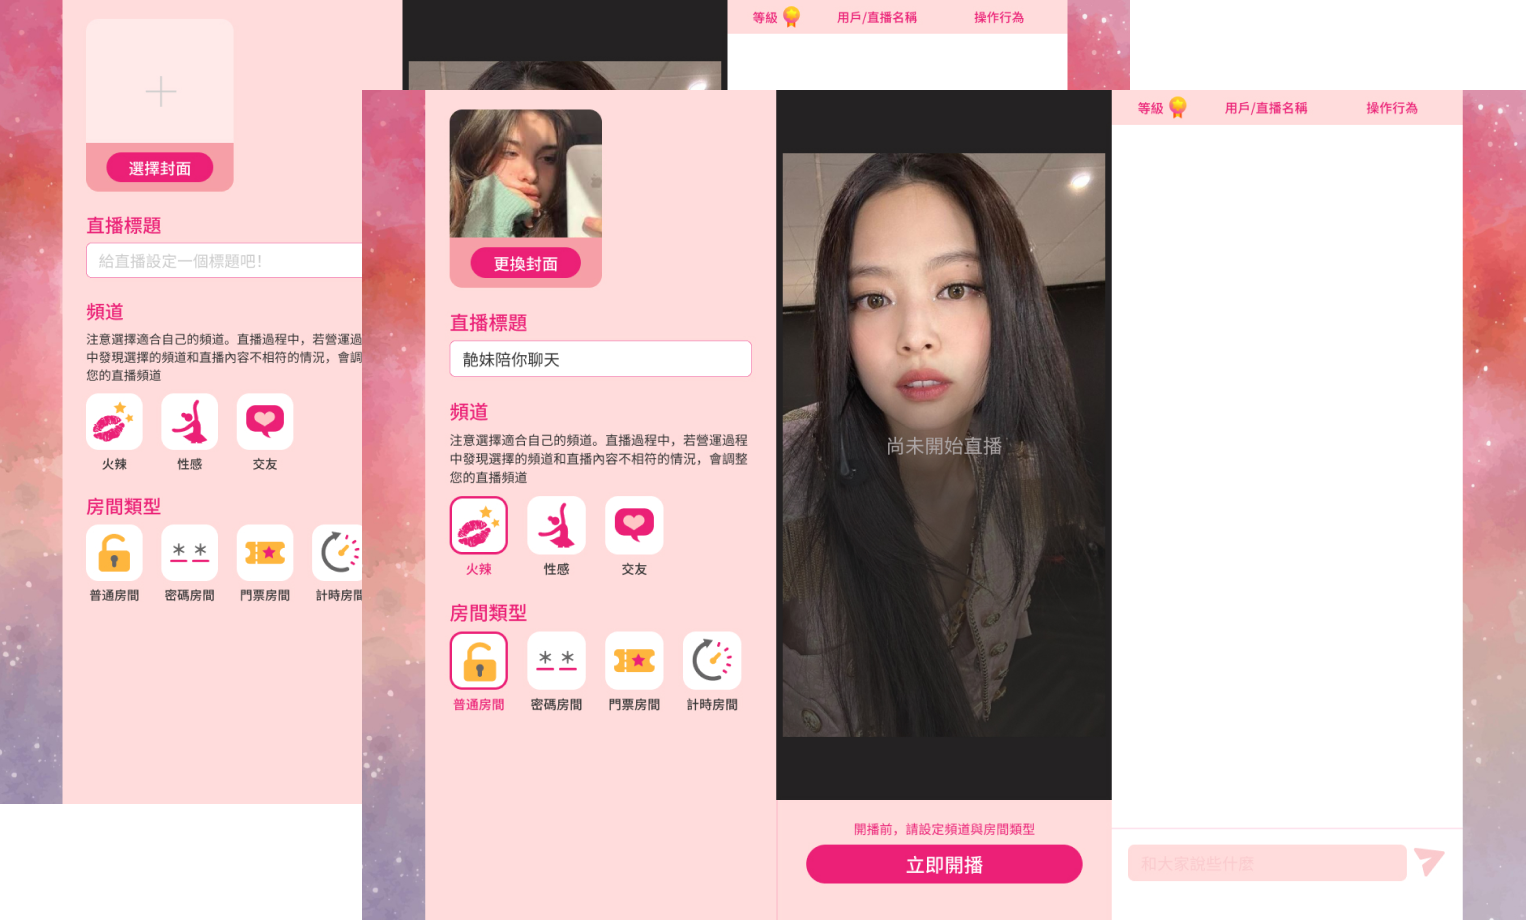 等級
用戶/直播名稱
操作行為
選擇封面
直播標題
給直播設定一個標題吧!
頻道
注意選擇適合自己的頻道。直播過程中，若營運過
中發現選擇的頻道和直播內容不相符的情況，會調
您的直播頻道
火辣
性感
交友
房間類型
普通房間
密碼房間
門票房間
計時房間
等級
用戶/直播名稱
操作行為
更換封面
直播標題
靘妹陪你聊天
頻道
注意選擇適合自己的頻道。直播過程中，若營運過程
中發現選擇的頻道和直播內容不相符的情況，會調整
您的直播頻道
火辣
性感
交友
房間類型
普通房間
密碼房間
門票房間
計時房間
尚未開始直播
開播前，請設定頻道與房間類型
立即開播
和大家說些什麼